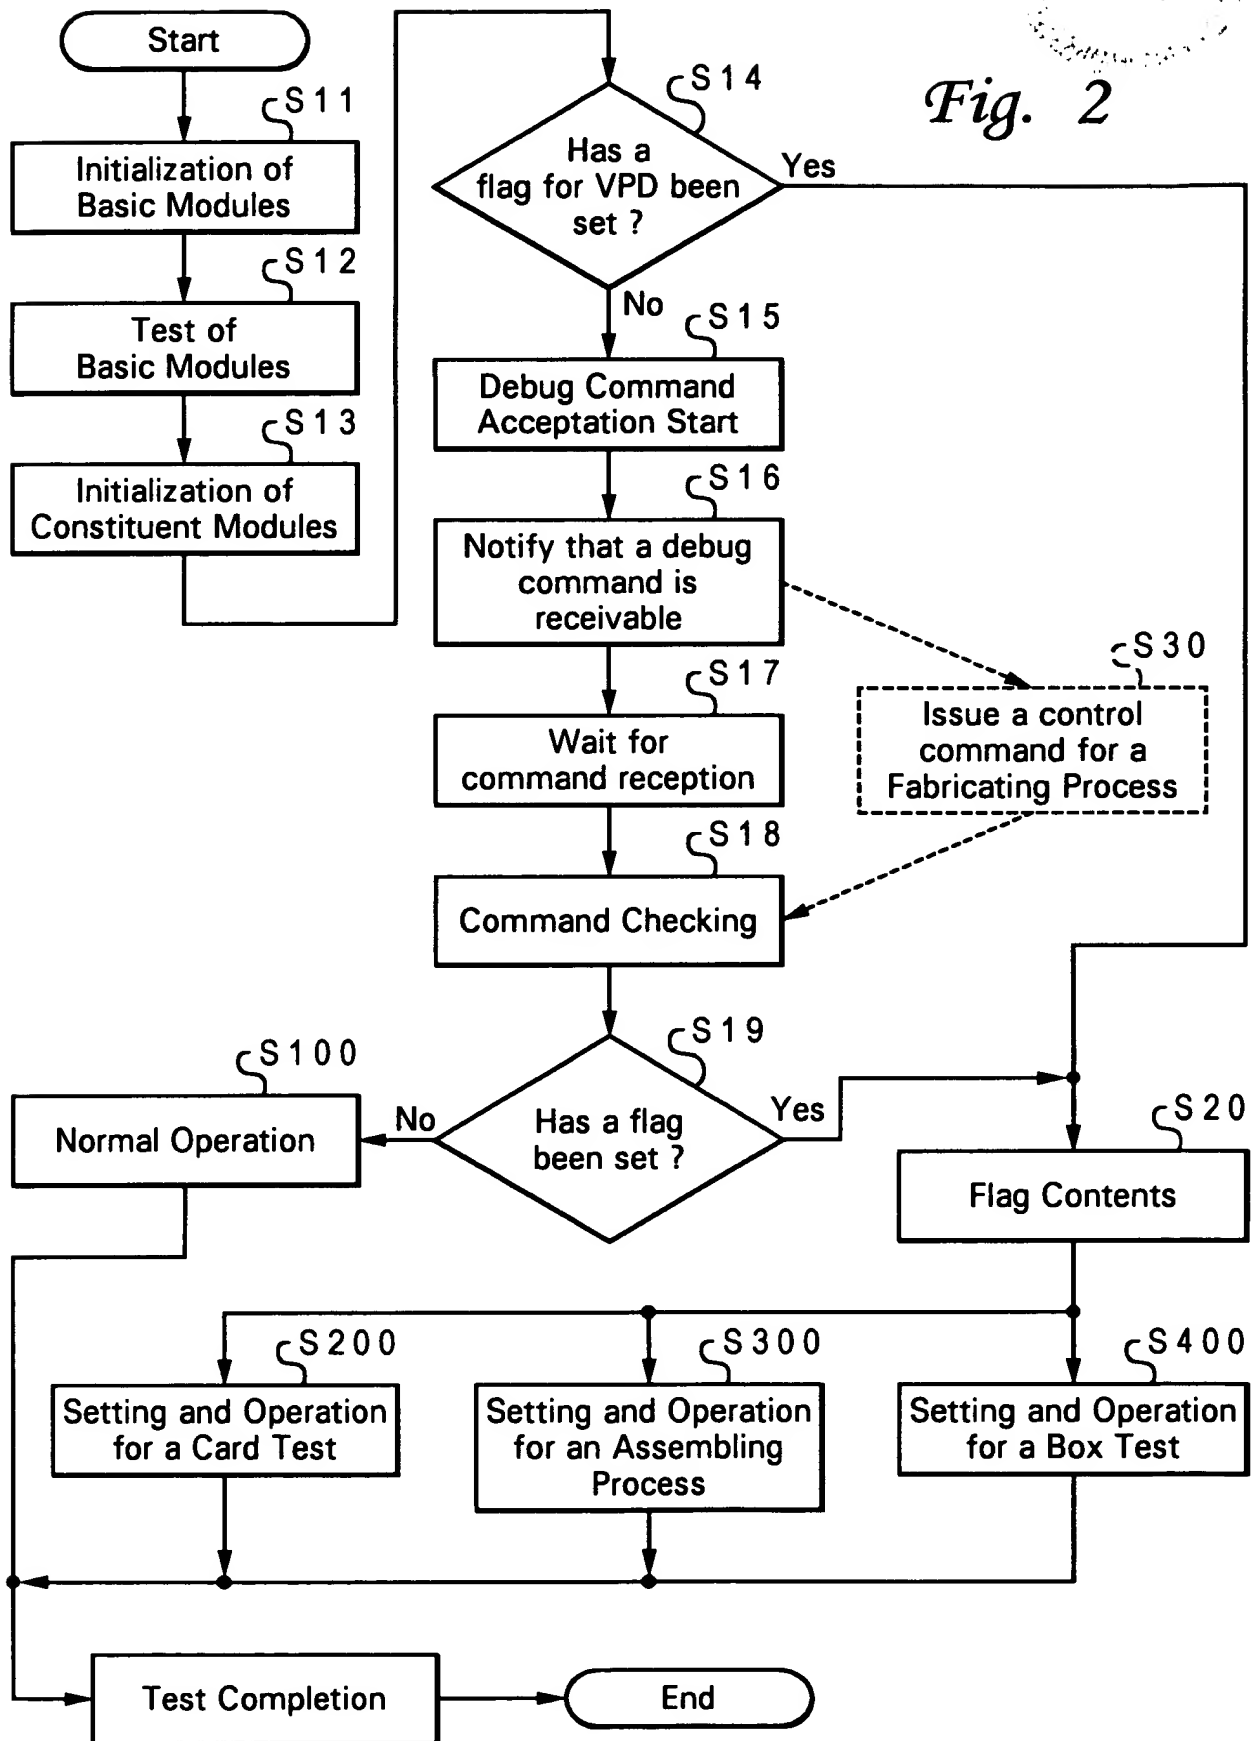 Start
Fig. 2
S11
Initialization of
Basic Modules
S12
Test of
Basic Modules
S13
Initialization of
Constituent Modules
S14
Has a
flag for VPD been
set ?
Yes
No
S15
Debug Command
Acceptation Start
S16
Notify that a debug
command is
receivable
S30
Issue a control
command for a
Fabricating Process
S17
Wait for
command reception
S18
Command Checking
S19
Has a flag
been set ?
No
Yes
S100
Normal Operation
S20
Flag Contents
S200
Setting and Operation
for a Card Test
S300
Setting and Operation
for an Assembling
Process
S400
Setting and Operation
for a Box Test
Test Completion
End